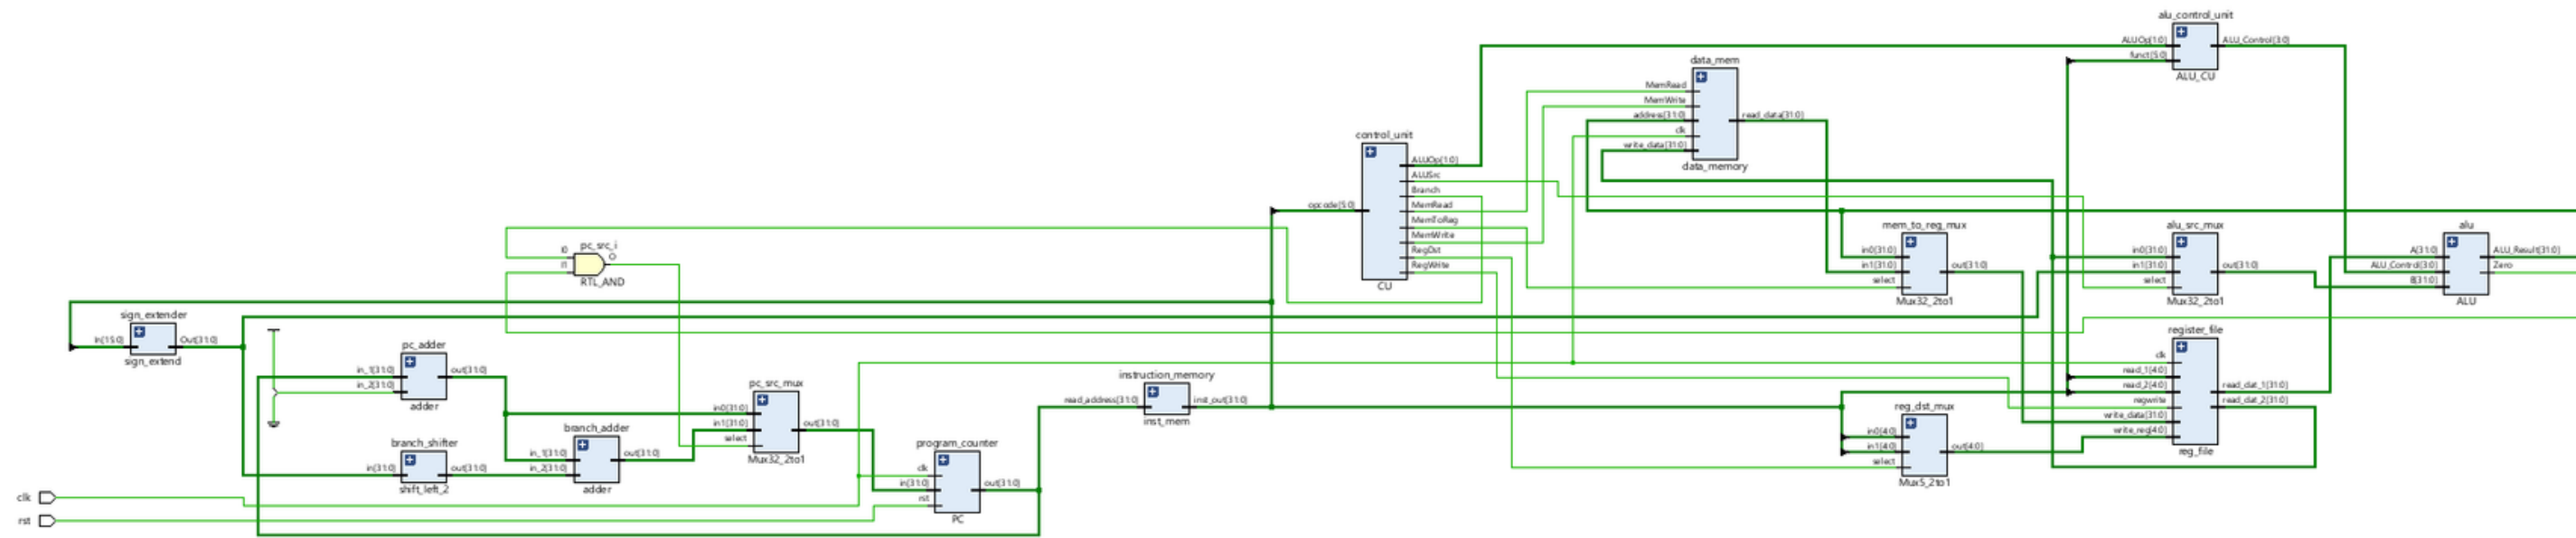 alu_control_unit
ALUOp[1:0]
funct[5:0]
ALU_Control[3:0]
ALU_CU
data_mem
MemRead
MemWrite
address[31:0]
clk
write_data[31:0]
read_data[31:0]
data_memory
control_unit
opcode[5:0]
ALUOp[1:0]
ALUSrc
Branch
MemRead
MemToReg
MemWrite
RegDst
RegWrite
CU
pc_src_i
I0
I1
O
RTL_AND
mem_to_reg_mux
in0[31:0]
in1[31:0]
select
out[31:0]
Mux32_2to1
alu_src_mux
in0[31:0]
in1[31:0]
select
out[31:0]
Mux32_2to1
alu
A[31:0]
ALU_Control[3:0]
B[31:0]
ALU_Result[31:0]
Zero
ALU
sign_extender
In[15:0]
Out[31:0]
sign_extend
pc_adder
in_1[31:0]
in_2[31:0]
out[31:0]
adder
register_file
clk
read_1[4:0]
read_2[4:0]
regwrite
write_data[31:0]
write_reg[4:0]
read_dat_1[31:0]
read_dat_2[31:0]
reg_file
pc_src_mux
in0[31:0]
in1[31:0]
select
out[31:0]
Mux32_2to1
instruction_memory
read_address[31:0]
inst_out[31:0]
inst_mem
reg_dst_mux
in0[4:0]
in1[4:0]
select
out[4:0]
Mux5_2to1
branch_shifter
in[31:0]
out[31:0]
shift_left_2
branch_adder
in_1[31:0]
in_2[31:0]
out[31:0]
adder
program_counter
clk
in[31:0]
rst
out[31:0]
PC
clk
rst